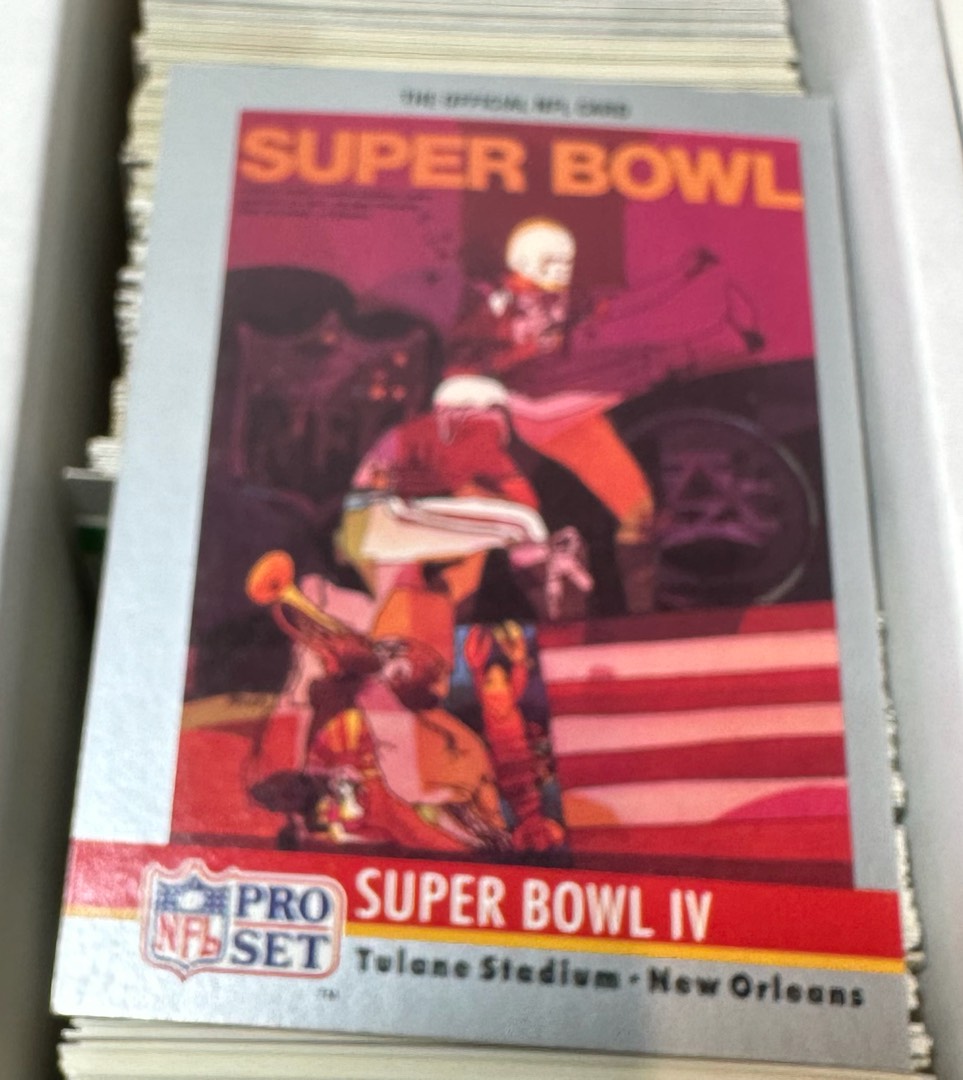 THE OFFICIAL NFL CARD
SUPER BOWL
NFL
PRO
SET
SUPER BOWL IV
Tulane Stadium - New Orleans